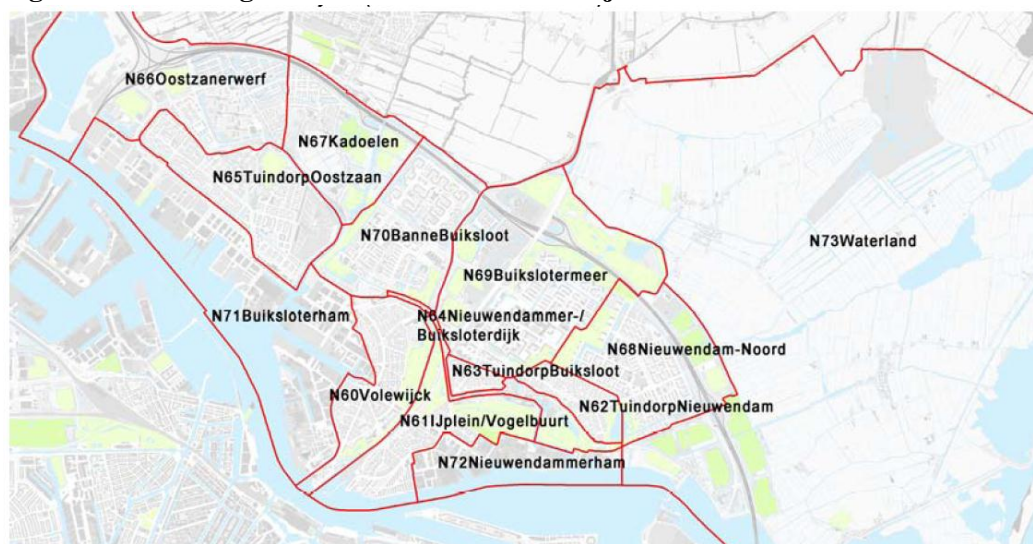 N66Oostzanerwerf
N67Kadoelen
N65TuindorpOostzaan
N70BanneBuiksloot
N73Waterland
N69Buikslotermeer
N71Buiksloterham
N64Nieuwendammer-/
Buiksloterdijk
N68Nieuwendam-Noord
N63TuindorpBuiksloot
N60Volewijck
N62TuindorpNieuwendam
N61IJplein/Vogelbuurt
N72Nieuwendammerham